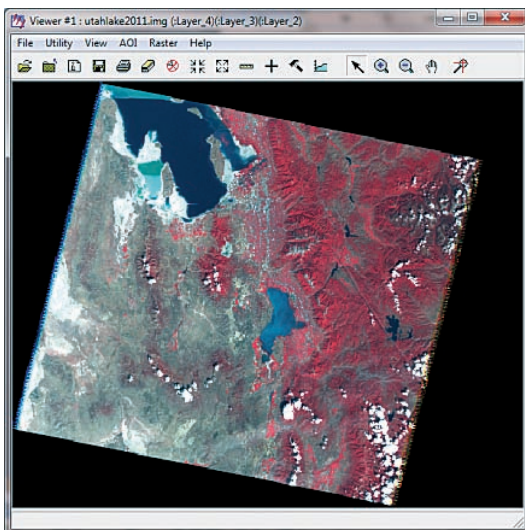 Viewer #1 : utahlake2011.img (:Layer_4)(:Layer_3)(:Layer_2)
File Utility View AOI Raster Help